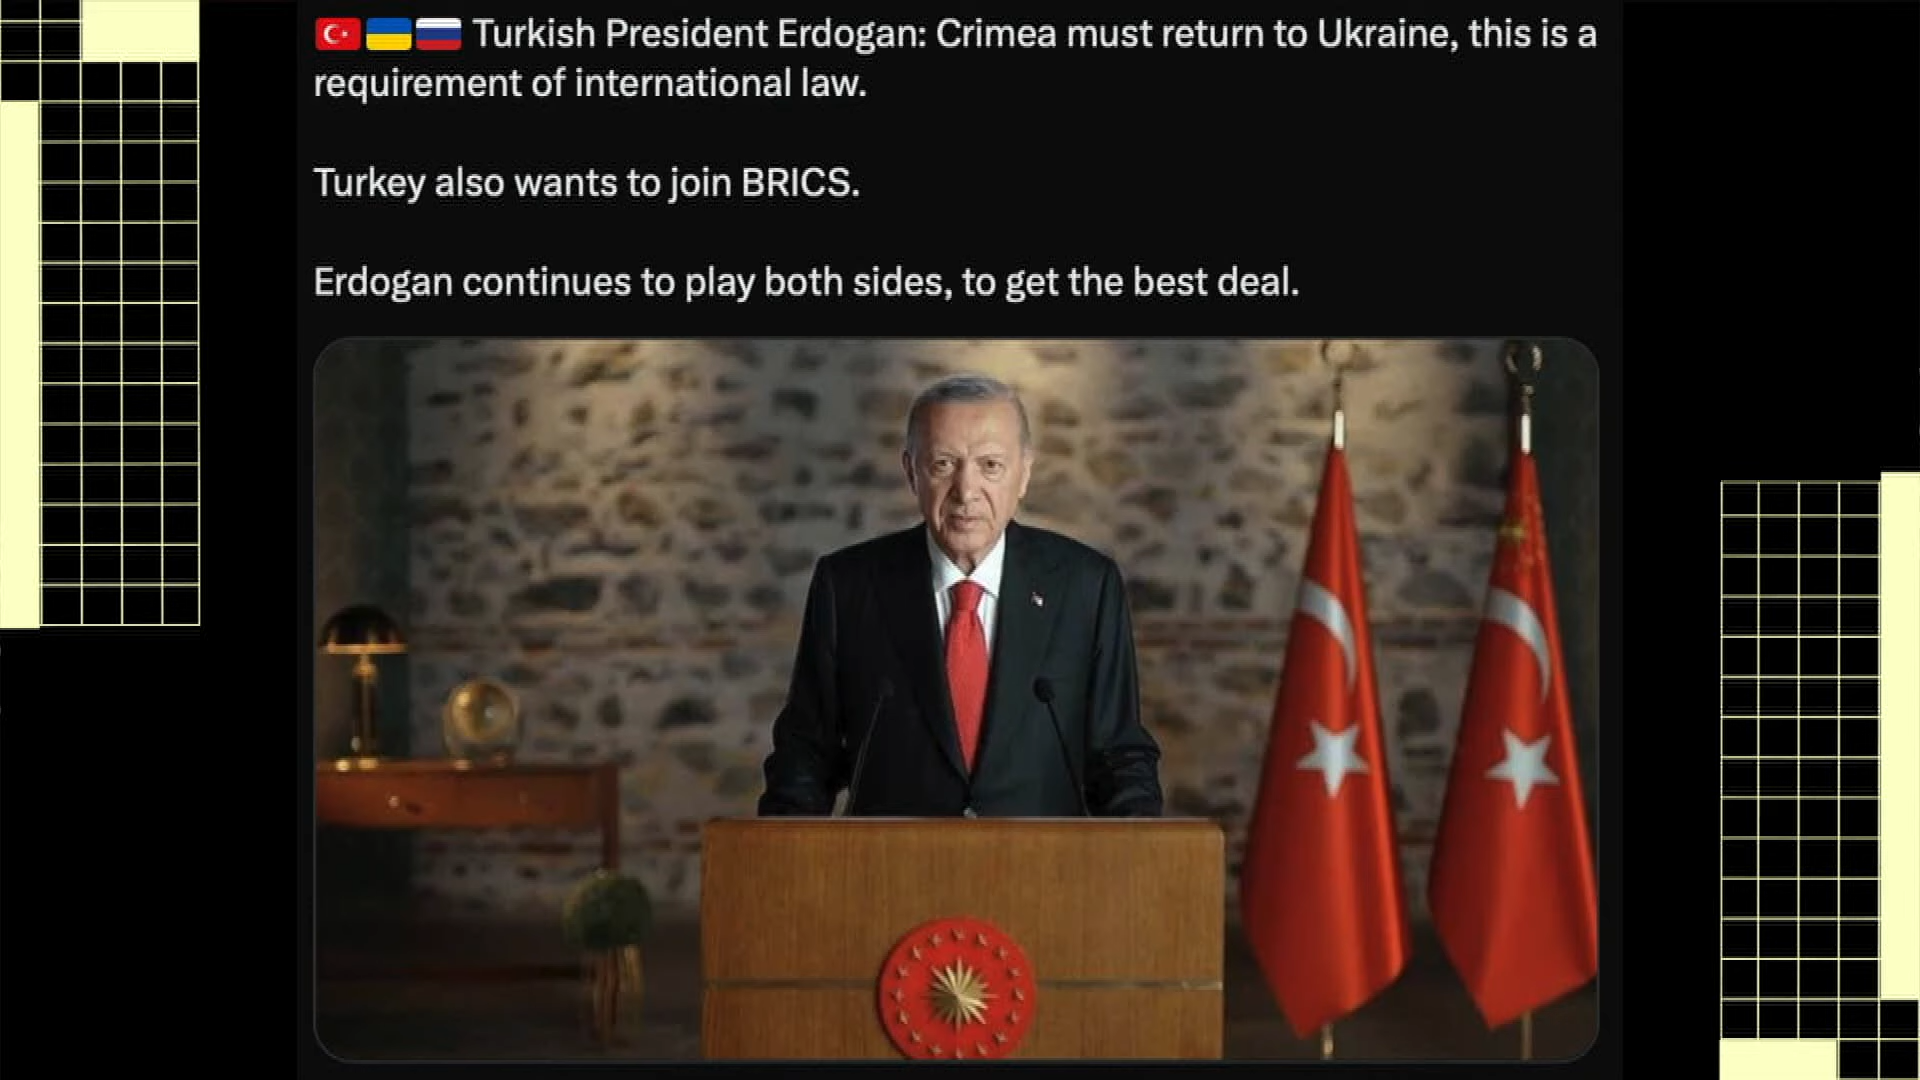 🇹🇷🇺🇦🇷🇺 Turkish President Erdogan: Crimea must return to Ukraine, this is a
requirement of international law.
Turkey also wants to join BRICS.
Erdogan continues to play both sides, to get the best deal.